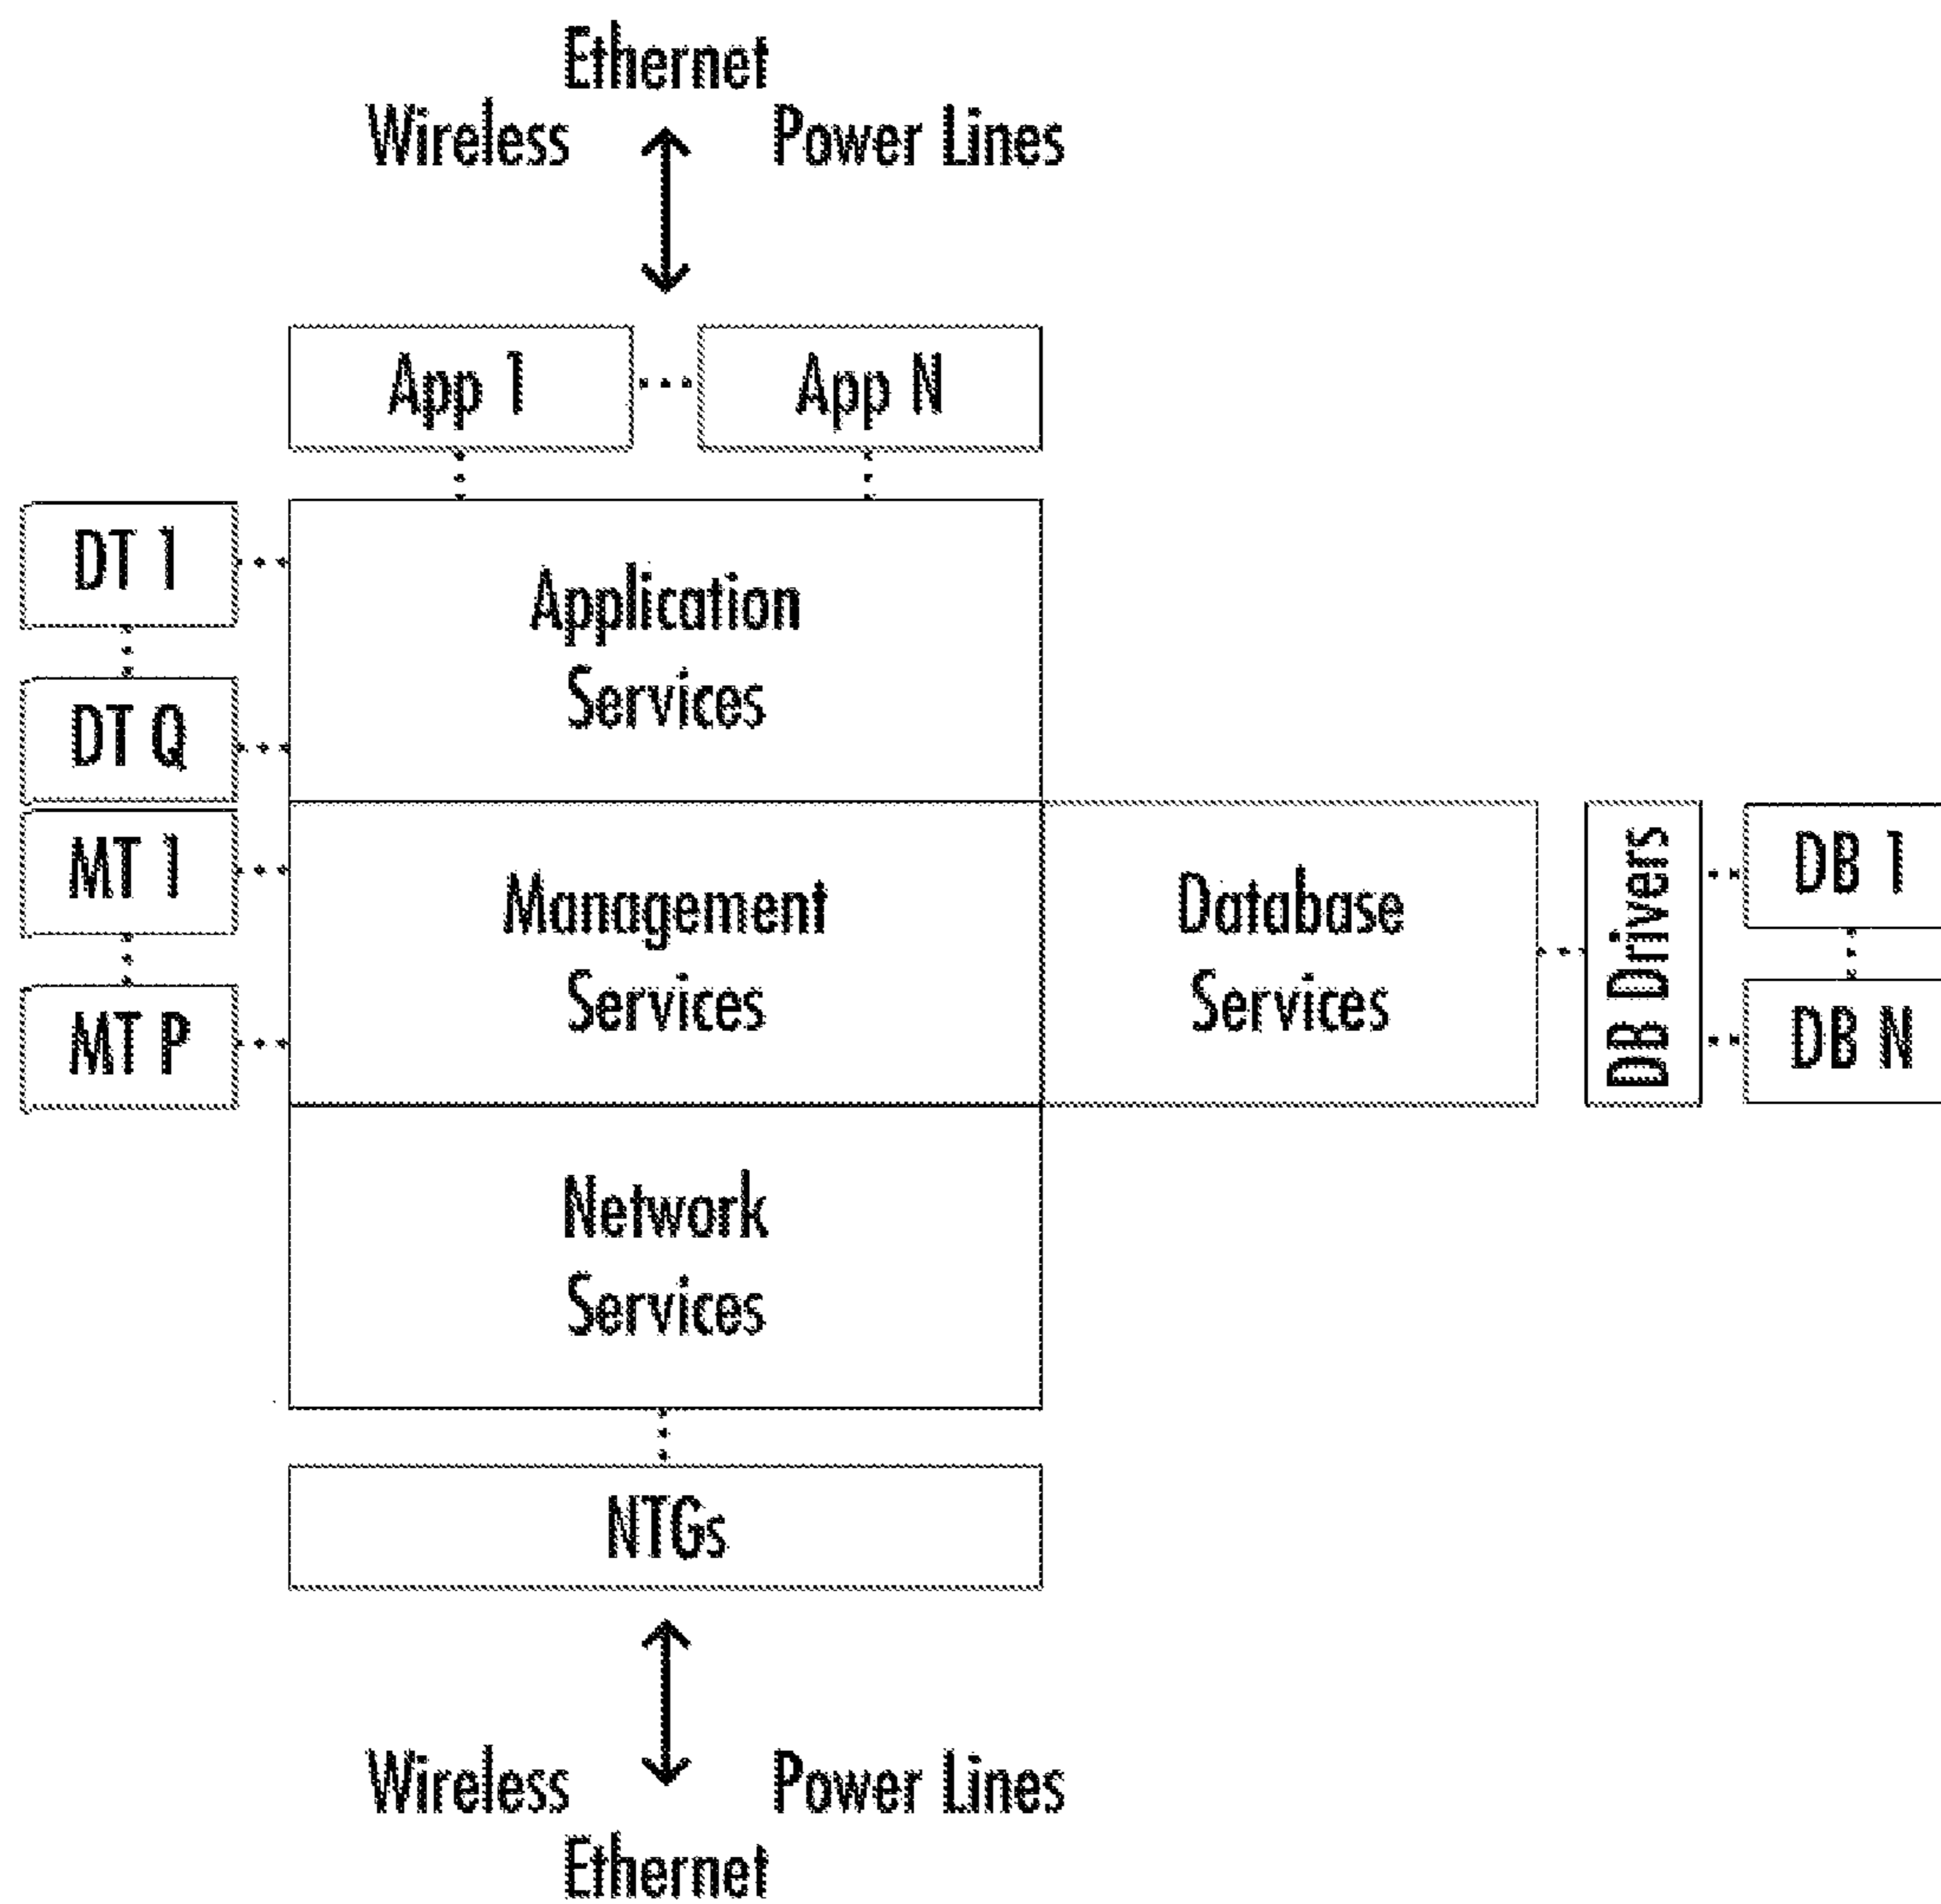 Ethernet
Wireless
Power Lines
App 1
App N
DT 1
Application
Services
DT Q
MT 1
Management
Services
MT P
Database
Services
DB Drivers
DB 1
DB N
Network
Services
NTGs
Wireless
Power Lines
Ethernet